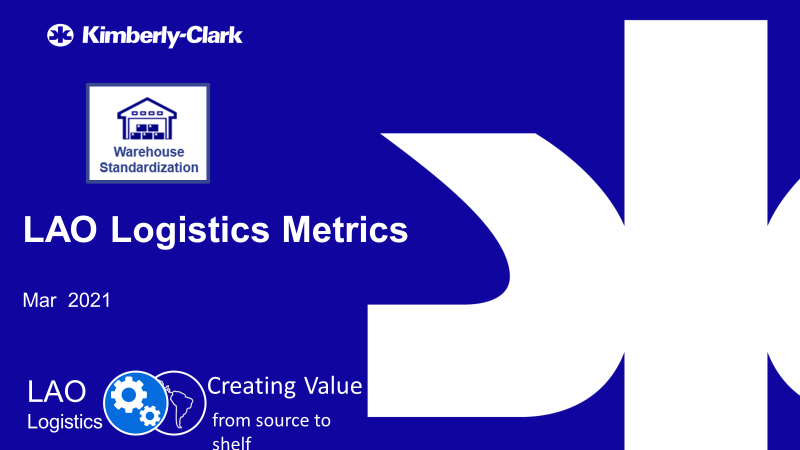 Kimberly-Clark
Warehouse
Standardization
LAO Logistics Metrics
Mar 2021
LAO
Logistics
Creating Value
from source to
shelf